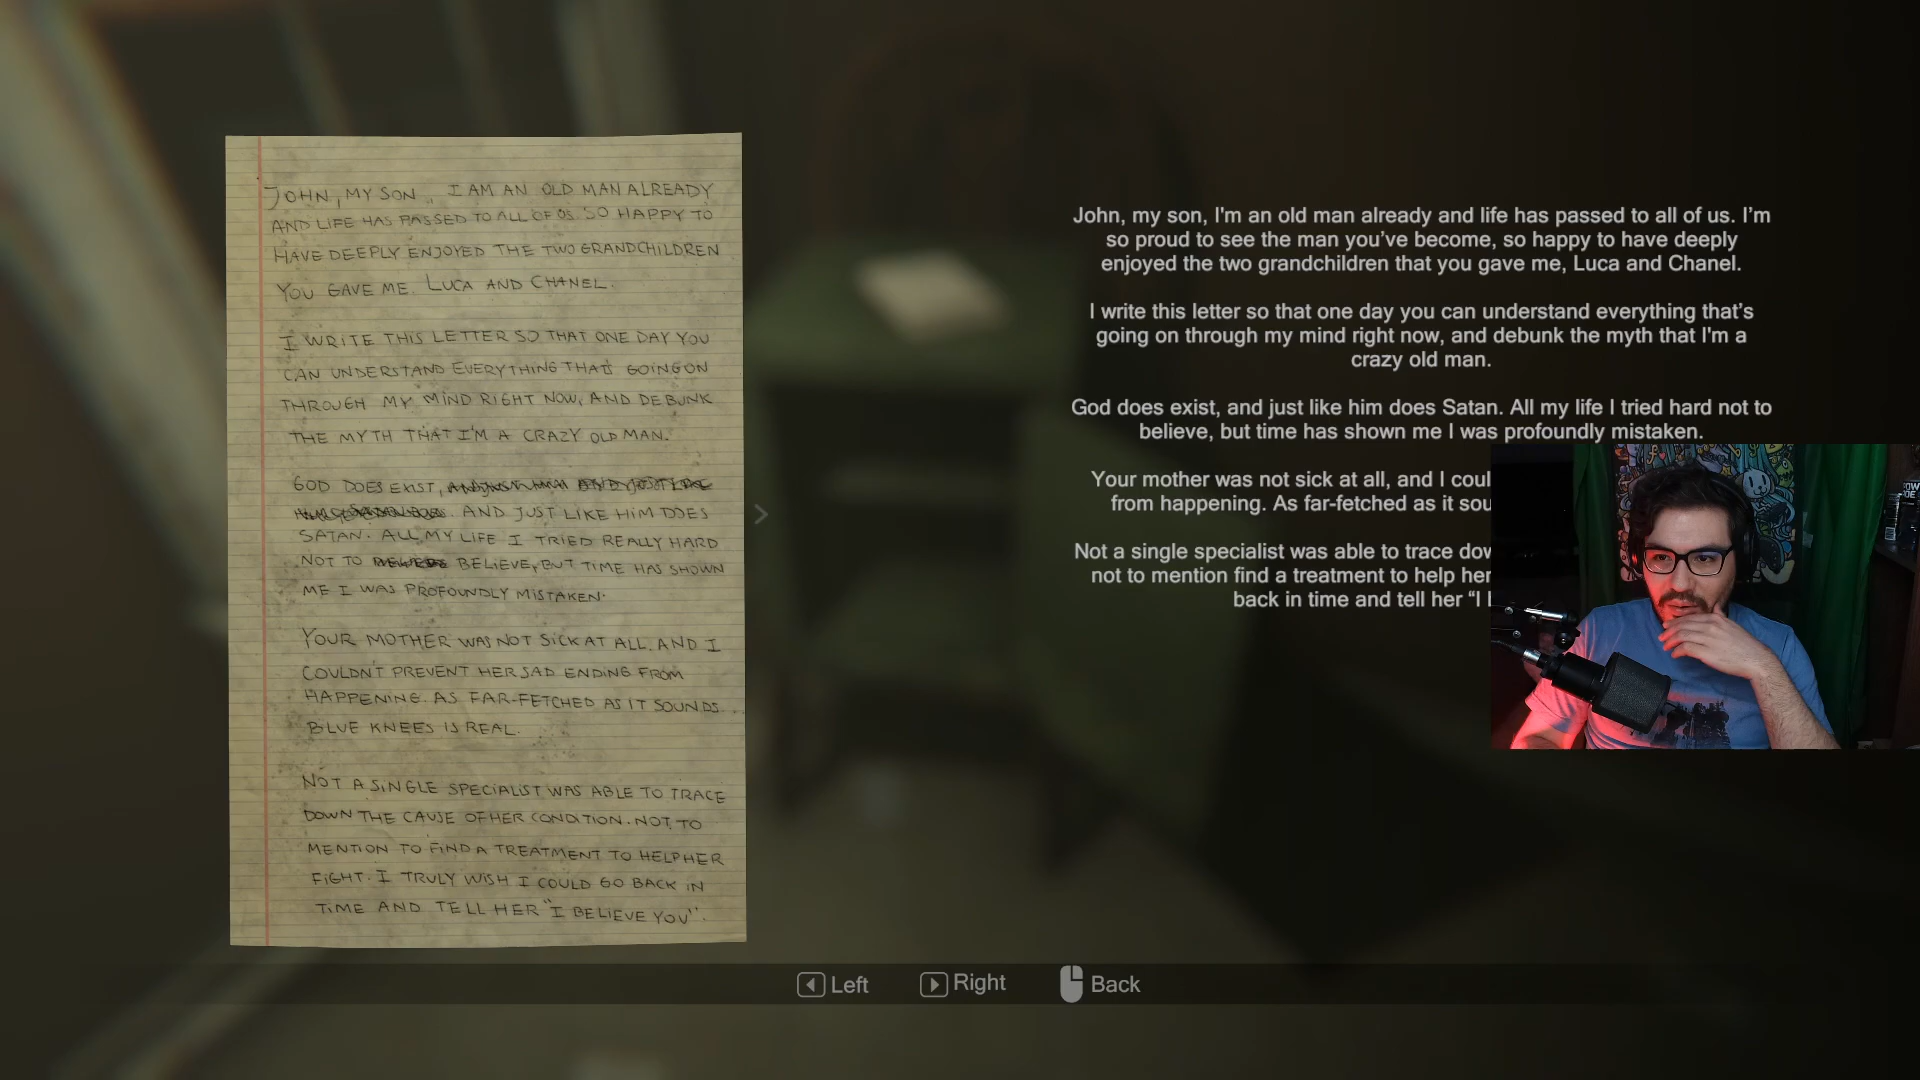 JOHN, MY SON.. I AM AN OLD MAN ALREADY
AND LIFE HAS PASSED TO ALL OF US. SO HAPPY TO
HAVE DEEPLY ENJOYED THE TWO GRANDCHILDREN
YOU GAVE ME. LUCA AND CHANEL.
I WRITE THIS LETTER SO THAT ONE DAY YOU
CAN UNDERSTAND EVERYTHING THAT'S GOING ON
THROUGH MY MIND RIGHT NOW, AND DEBUNK
THE MYTH THAT I'M A CRAZY OLD MAN.
GOD DOES EXIST,
. AND JUST LIKE HIM DOES
SATAN. ALL MY LIFE I TRIED REALLY HARD
NOT TO BELIEVE, BUT TIME HAS SHOWN
ME I WAS PROFOUNDLY MISTAKEN.
YOUR MOTHER WAS NOT SICK AT ALL. AND I
COULDN'T PREVENT HER SAD ENDING FROM
HAPPENING. AS FAR-FETCHED AS IT SOUNDS...
BLUE KNEES IS REAL.
NOT A SINGLE SPECIALIST WAS ABLE TO TRACE
DOWN THE CAUSE OF HER CONDITION. NOT TO
MENTION TO FIND A TREATMENT TO HELP HER
FIGHT. I TRULY WISH I COULD GO BACK IN
TIME AND TELL HER "I BELIEVE YOU".
John, my son, I'm an old man already and life has passed to all of us. I'm
so proud to see the man you've become, so happy to have deeply
enjoyed the two grandchildren that you gave me, Luca and Chanel.
I write this letter so that one day you can understand everything that's
going on through my mind right now, and debunk the myth that I'm a
crazy old man.
God does exist, and just like him does Satan. All my life I tried hard not to
believe, but time has shown me I was profoundly mistaken.
Your mother was not sick at all, and I coul
from happening. As far-fetched as it sou
Not a single specialist was able to trace dow
not to mention find a treatment to help her
back in time and tell her “I
Left Right Back